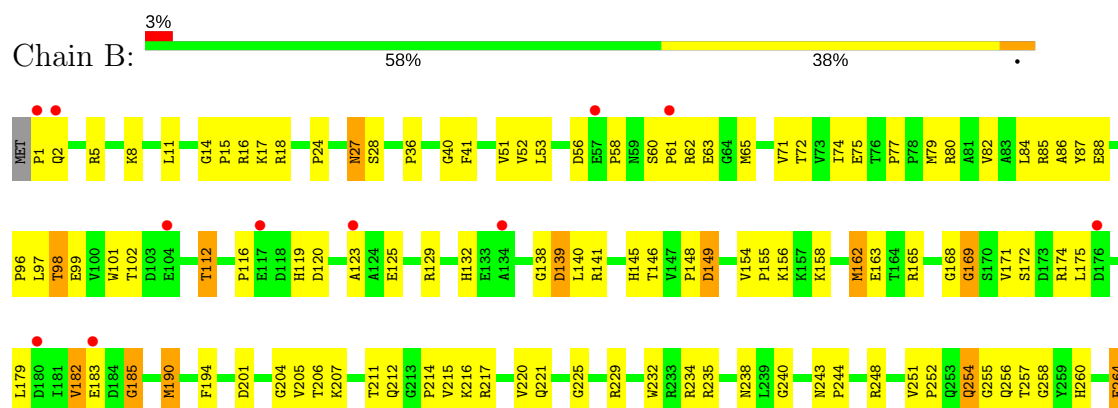 3%
Chain B:
58% 38% •
MET P1 Q2 R5 K8 L11 G14 P15 R16 K17 R18 P24 N27 S28 P36 G40 F41 V51 V52 L53 D56 E57 P58 N59 S60 P61 R62 E63 G64 M65 V71 T72 V73 I74 E75 T76 P77 P78 M79 R80 A81 V82 A83 L84 R85 A86 Y87 E88
P96 L97 T98 E99 V100 W101 T102 D103 E104 T112 P116 E117 D118 H119 D120 A123 A124 E125 R129 H132 E133 A134 G138 D139 L140 R141 H145 T146 V147 P148 D149 V154 P155 K156 K157 K158 M162 E163 T164 R165 G168 G169 S170 V171 S172 D173 R174 L175 D176
L179 D180 I181 V182 E183 D184 G185 M190 F194 D201 G204 V205 T206 K207 T211 Q212 G213 P214 V215 K216 R217 V220 Q221 G225 R229 W232 R233 R234 R235 N238 L239 G240 N243 P244 R248 V251 P252 Q253 Q254 G255 Q256 T257 G258 Y259 H260